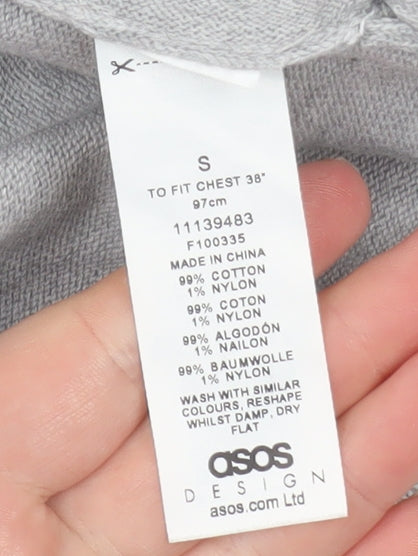 S
TO FIT CHEST 38"
97cm
11139483
F100335
MADE IN CHINA
99% COTTON
1% NYLON
99% COTON
1% NYLON
99% ALGODÓN
1% NAILON
99% BAUMWOLLE
1% NYLON
WASH WITH SIMILAR
COLOURS, RESHAPE
WHILST DAMP, DRY
FLAT
asos
DESIGN
asos.com Ltd